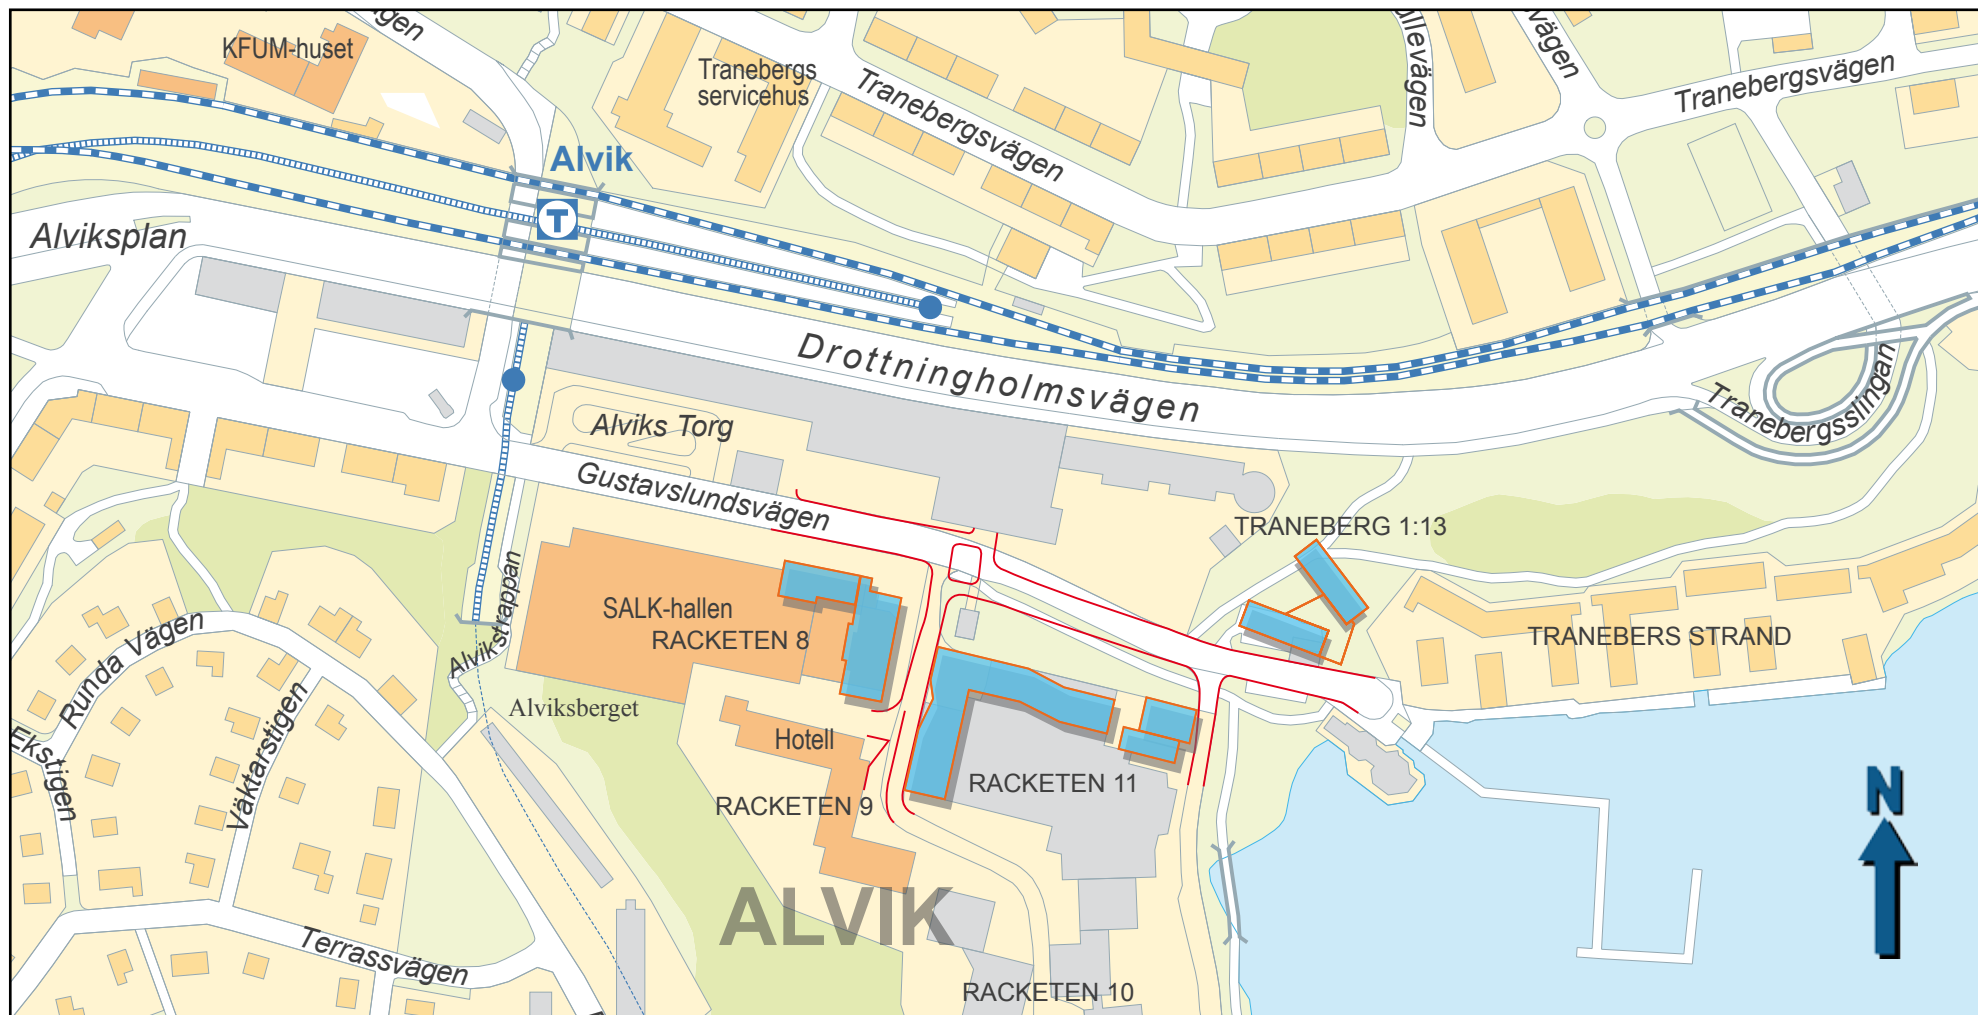 KFUM-huset
Tranebergs
servicehus
Tranebergsvägen
Tranebergsvägen
Alvik
T
Alviksplan
Drottningholmsvägen
Tranebergsslingan
Alviks Torg
Gustavslundsvägen
TRANEBERG 1:13
SALK-hallen
RACKETEN 8
TRANEBERS STRAND
Alvikstrappan
Runda Vägen
Alviksberget
Ekstigen
Väktarstigen
Hotell
RACKETEN 9
RACKETEN 11
N
ALVIK
Terrassvägen
RACKETEN 10